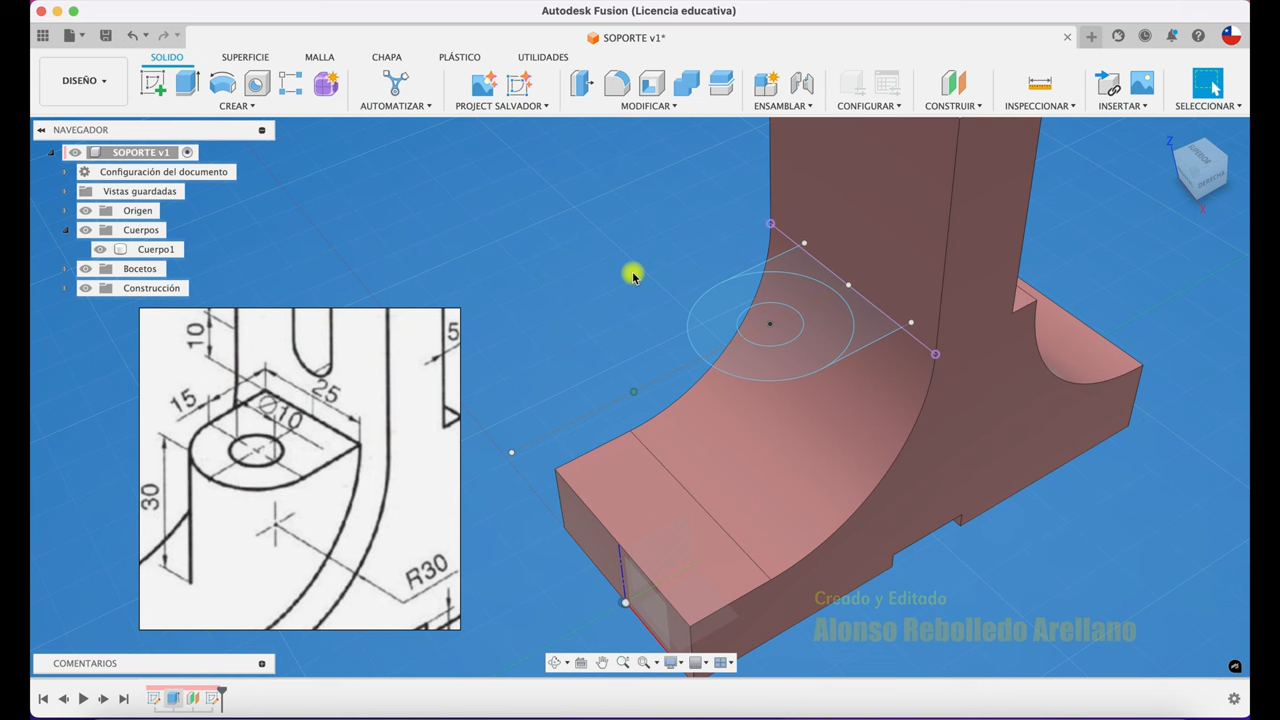 Autodesk Fusion (Licencia educativa)
SOPORTE v1*
DISEÑO
SOLIDO
SUPERFICIE
MALLA
CHAPA
PLÁSTICO
UTILIDADES
CREAR
AUTOMATIZAR
PROJECT SALVADOR
MODIFICAR
ENSAMBLAR
CONFIGURAR
CONSTRUIR
INSPECCIONAR
INSERTAR
SELECCIONAR
NAVEGADOR
SOPORTE v1
Configuración del documento
Vistas guardadas
Origen
Cuerpos
Cuerpo1
Bocetos
Construcción
Z
SUPERIOR
DERECHA
X
10
5
25
15
Ø10
30
R30
Creado y Editado
Alonso Rebolledo Arellano
COMENTARIOS